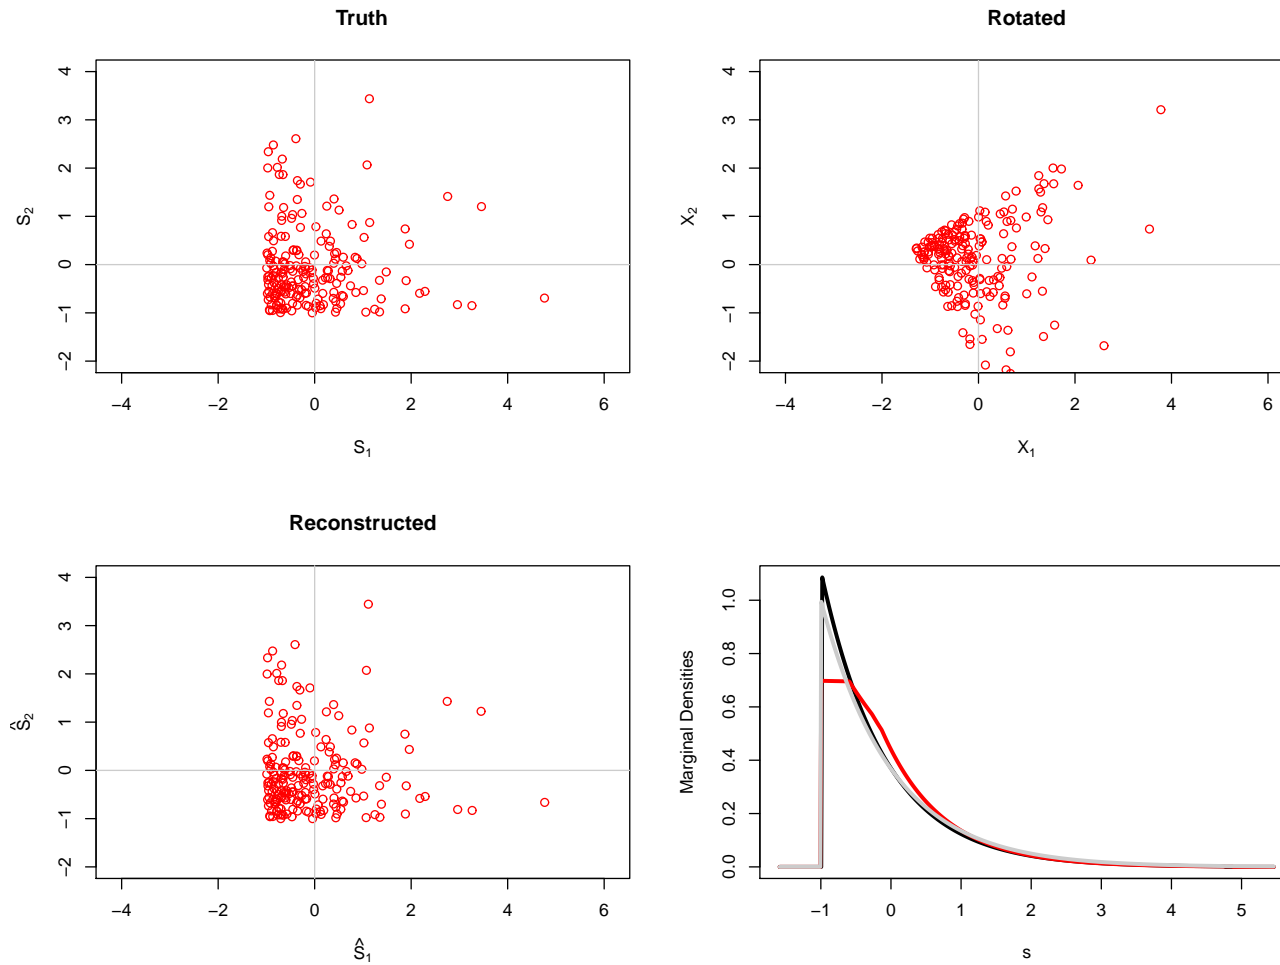 Truth
4
3
2
1
0
−1
−2
S₂
−4 −2 0 2 4 6
S₁
Rotated
4
3
2
1
0
−1
−2
X₂
−4 −2 0 2 4 6
X₁
Reconstructed
4
3
2
1
0
−1
−2
Ŝ₂
−4 −2 0 2 4 6
Ŝ₁
1.0
0.8
0.6
0.4
0.2
0.0
Marginal Densities
−1 0 1 2 3 4 5
s